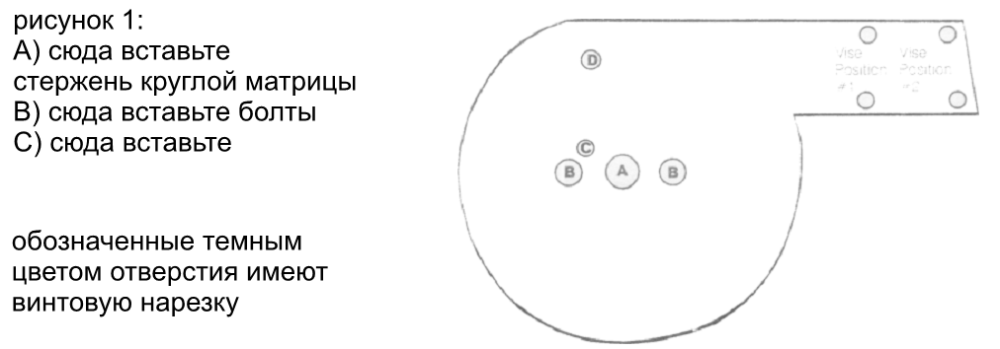 рисунок 1:
А) сюда вставьте
стержень круглой матрицы
В) сюда вставьте болты
С) сюда вставьте
обозначенные темным
цветом отверстия имеют
винтовую нарезку
D
C
B
A
B
Vise
Position
#1
Vise
Position
#2